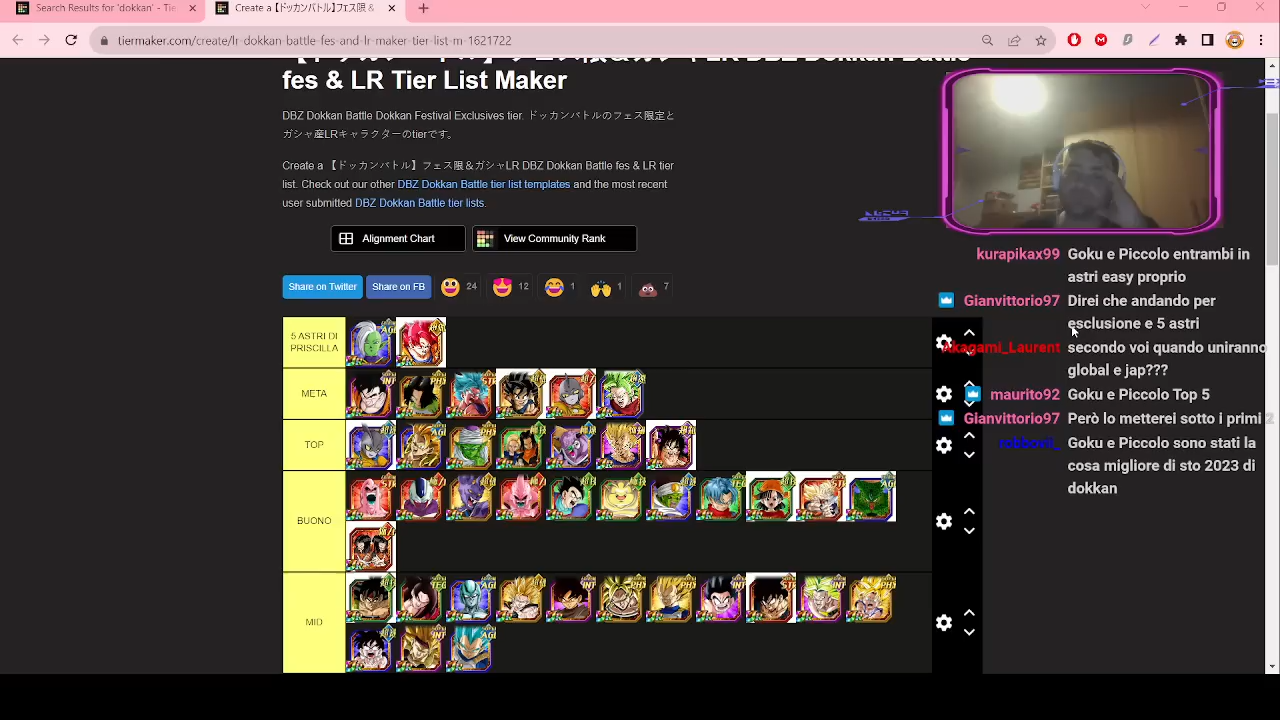 Search Results for 'dokkan' - Tie
Create a 【ドッカンバトル】フェス限 &
tiermaker.com/create/lr-dokkan-battle-fes-and-lr-maker-tier-list-m-1621722
fes & LR Tier List Maker
DBZ Dokkan Battle Dokkan Festival Exclusives tier. ドッカンバトルのフェス限定と
ガシャ産LRキャラクターのtierです。
Create a 【ドッカンバトル】フェス限&ガシャLR DBZ Dokkan Battle fes & LR tier
list. Check out our other DBZ Dokkan Battle tier list templates and the most recent
user submitted DBZ Dokkan Battle tier lists.
Alignment Chart
View Community Rank
Share on Twitter
Share on FB
24
12
1
1
7
5 ASTRI DI
PRISCILLA
META
TOP
BUONO
MID
kurapikax99 Goku e Piccolo entrambi in
astri easy proprio
Gianvittorio97 Direi che andando per
esclusione e 5 astri
Akagami_Laurent secondo voi quando uniranno
global e jap???
maurito92 Goku e Piccolo Top 5
Gianvittorio97 Però lo metterei sotto i primi 2
robbosil_ Goku e Piccolo sono stati la
cosa migliore di sto 2023 di
dokkan